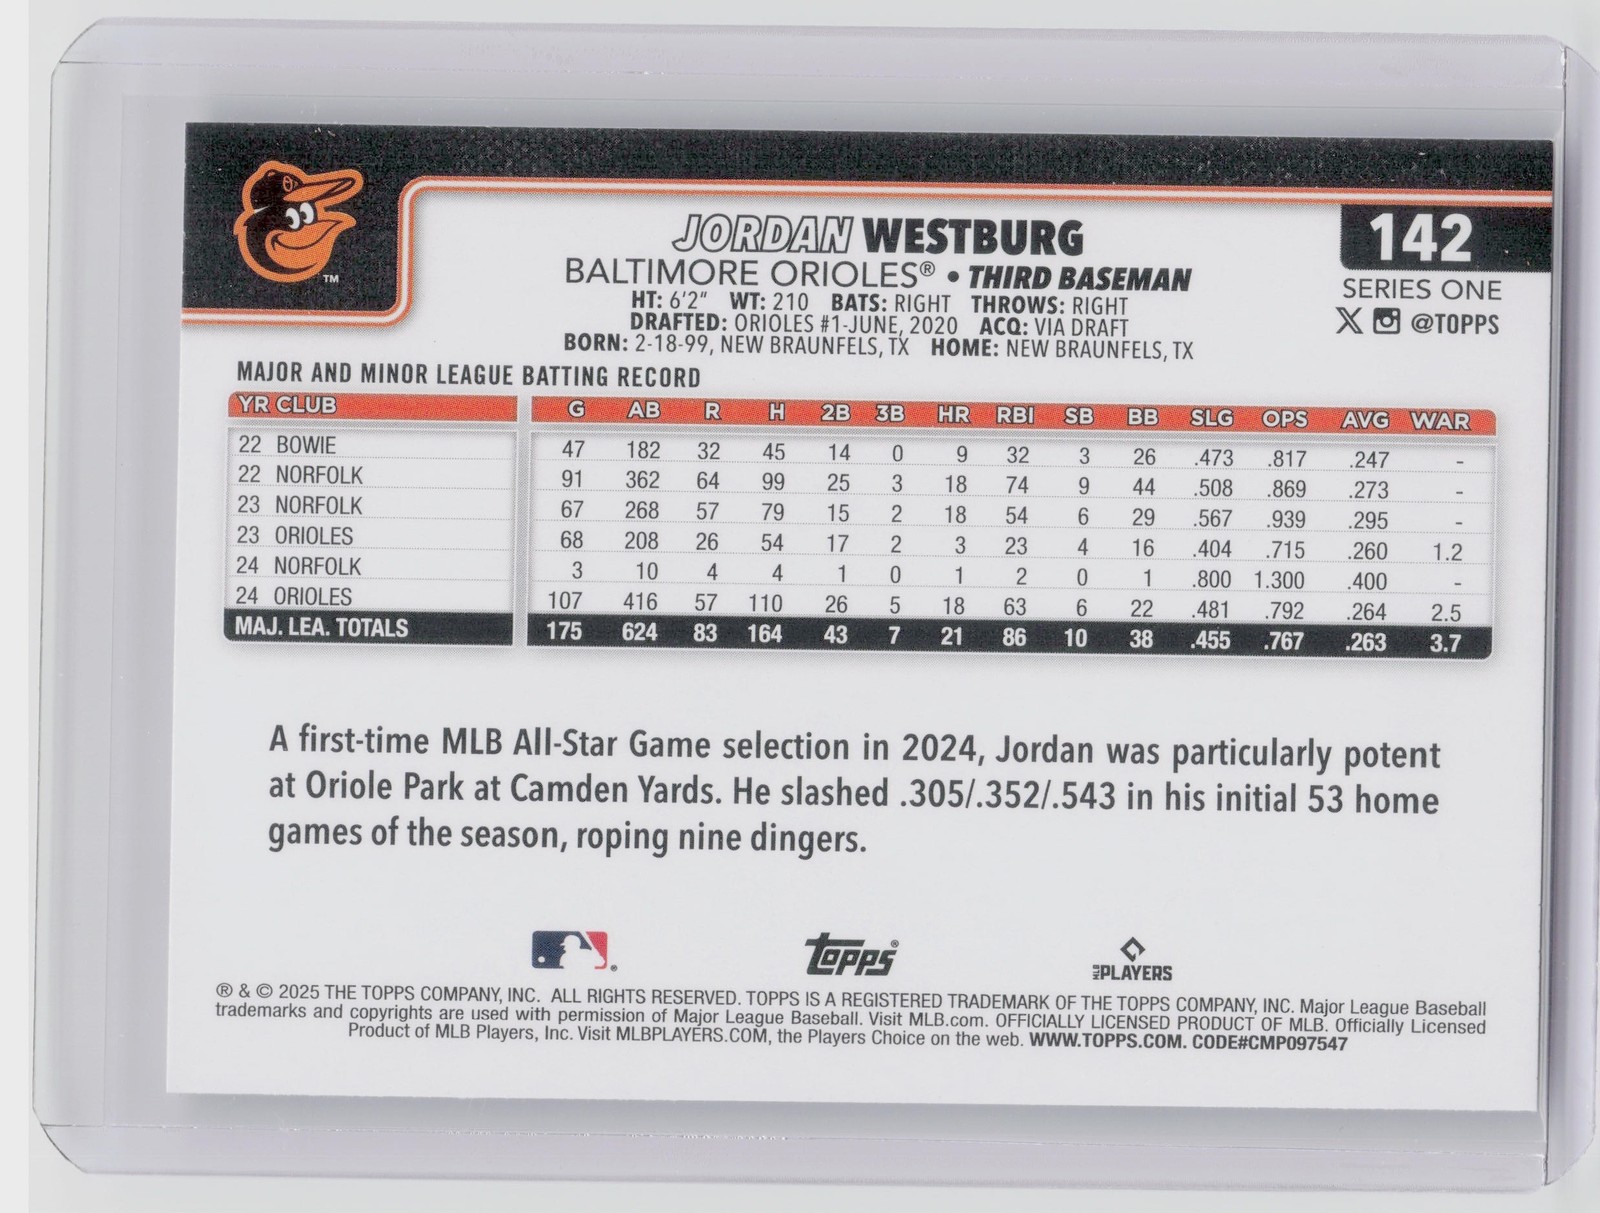 JORDAN WESTBURG
142
BALTIMORE ORIOLES® • THIRD BASEMAN
SERIES ONE
HT: 6'2" WT: 210 BATS: RIGHT THROWS: RIGHT
@TOPPS
DRAFTED: ORIOLES #1-JUNE, 2020 ACQ: VIA DRAFT
BORN: 2-18-99, NEW BRAUNFELS, TX HOME: NEW BRAUNFELS, TX
TM
MAJOR AND MINOR LEAGUE BATTING RECORD
YR CLUB G AB R H 2B 3B HR RBI SB BB SLG OPS AVG WAR
22 BOWIE 47 182 32 45 14 0 9 32 3 26 .473 .817 .247 -
22 NORFOLK 91 362 64 99 25 3 18 74 9 44 .508 .869 .273 -
23 NORFOLK 67 268 57 79 15 2 18 54 6 29 .567 .939 .295 -
23 ORIOLES 68 208 26 54 17 2 3 23 4 16 .404 .715 .260 1.2
24 NORFOLK 3 10 4 4 1 0 1 2 0 1 .800 1.300 .400 -
24 ORIOLES 107 416 57 110 26 5 18 63 6 22 .481 .792 .264 2.5
MAJ. LEA. TOTALS 175 624 83 164 43 7 21 86 10 38 .455 .767 .263 3.7
A first-time MLB All-Star Game selection in 2024, Jordan was particularly potent
at Oriole Park at Camden Yards. He slashed .305/.352/.543 in his initial 53 home
games of the season, roping nine dingers.
Topps®
MLB PLAYERS
® & © 2025 THE TOPPS COMPANY, INC. ALL RIGHTS RESERVED. TOPPS IS A REGISTERED TRADEMARK OF THE TOPPS COMPANY, INC. Major League Baseball
trademarks and copyrights are used with permission of Major League Baseball. Visit MLB.com. OFFICIALLY LICENSED PRODUCT OF MLB. Officially Licensed
Product of MLB Players, Inc. Visit MLBPLAYERS.COM, the Players Choice on the web. WWW.TOPPS.COM. CODE#CMP097547